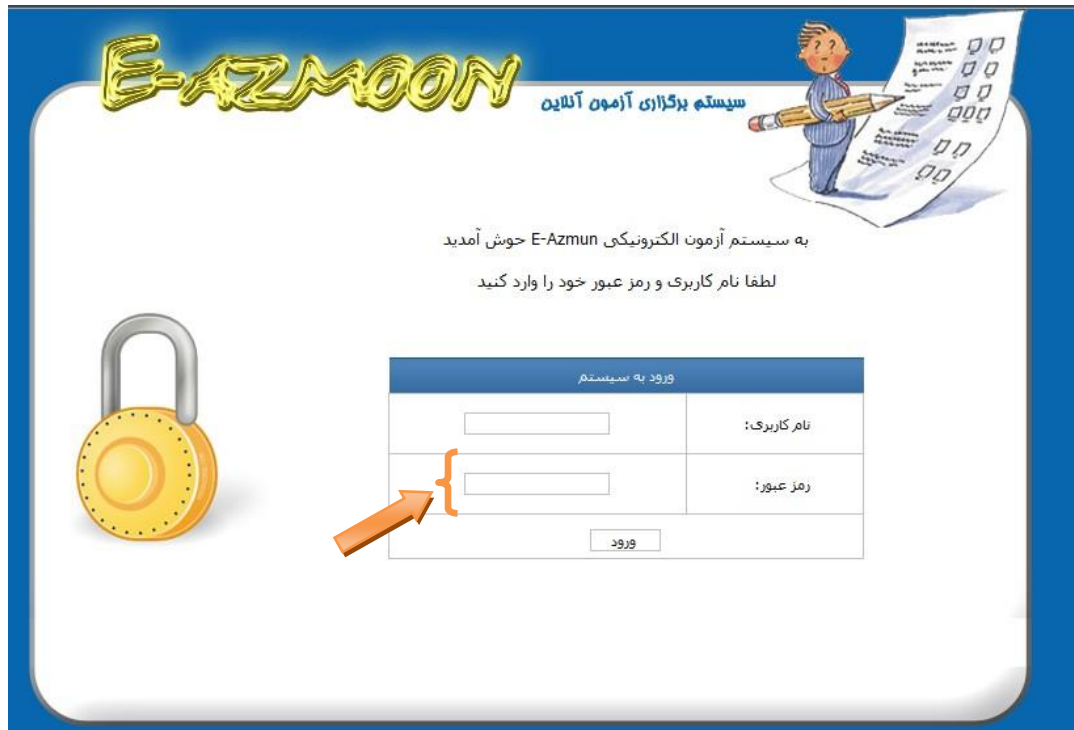 E-AZMOON
سیستم برگزاری آزمون آنلاین
به سیستم آزمون الکترونیکی E-Azmun حوش آمدید
لطفا نام کاربری و رمز عبور خود را وارد کنید
ورود به سیستم
نام کاربری:
رمز عبور:
ورود